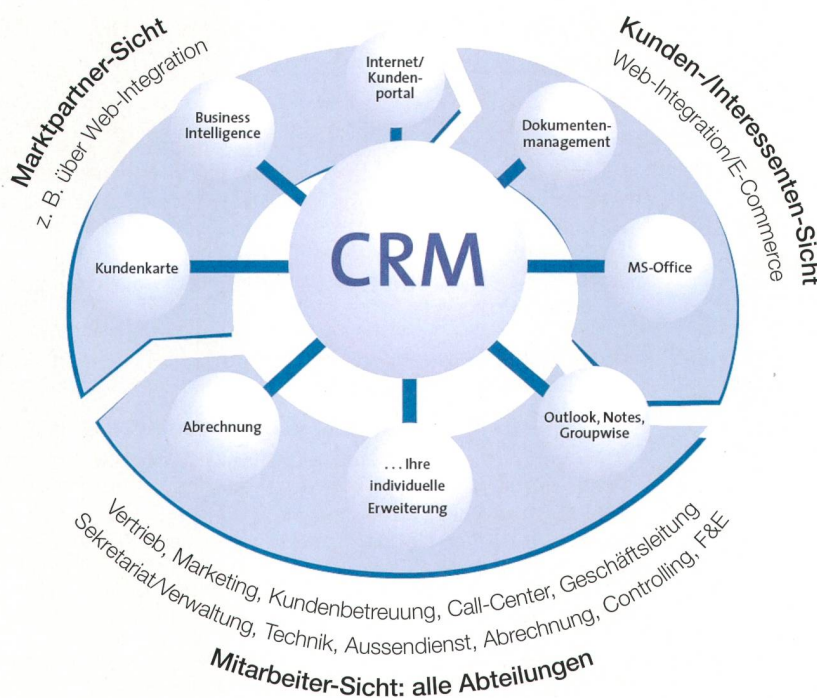 Marktpartner-Sicht
z. B. über Web-Integration
Kunden-/Interessenten-Sicht
Web-Integration/E-Commerce
Internet/
Kunden-
portal
Business
Intelligence
Dokumenten-
management
Kundenkarte
CRM
MS-Office
Abrechnung
... Ihre
individuelle
Erweiterung
Outlook, Notes,
Groupwise
Vertrieb, Marketing, Kundenbetreuung, Call-Center, Geschäftsleitung
Sekretariat/Verwaltung, Technik, Aussendienst, Abrechnung, Controlling, F&E
Mitarbeiter-Sicht: alle Abteilungen